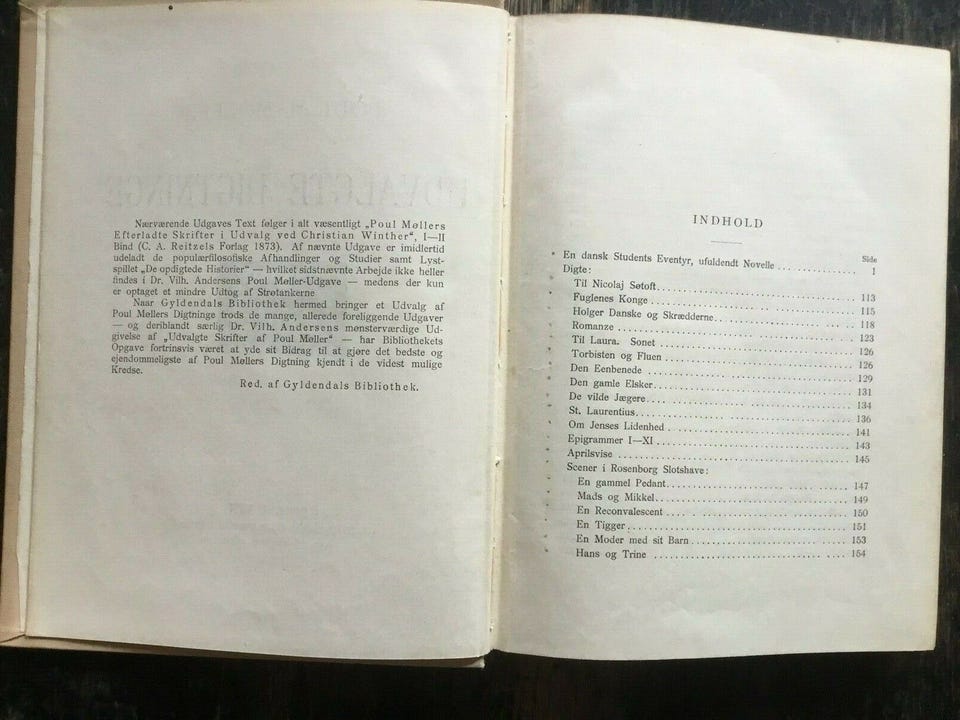 Nærværende Udgaves Text følger i alt væsentligt „Poul Møllers
Efterladte Skrifter i Udvalg ved Christian Winther“, I—II
Bind (C. A. Reitzels Forlag 1873). Af nævnte Udgave er imidlertid
udeladt de populærfilosofiske Afhandlinger og Studier samt Lyst-
spillet „De opdigtede Historier“ — hvilket sidstnævnte Arbejde ikke heller
findes i Dr. Vilh. Andersens Poul Møller-Udgave — medens der kun
er optaget et mindre Udtog af Strøtankerne
Naar Gyldendals Bibliothek hermed bringer et Udvalg af
Poul Møllers Digtninge trods de mange, allerede foreliggende Udgaver
— og deriblandt særlig Dr. Vilh. Andersens mønsterværdige Ud-
givelse af „Udvalgte Skrifter af Poul Møller“ — har Bibliothekets
Opgave fortrinsvis været at yde sit Bidrag til at gjøre det bedste og
ejendommeligste af Poul Møllers Digtning kjendt i de videst mulige
Kredse.
Red. af Gyldendals Bibliothek.
UDVALGTE DIGTNINGE
INDHOLD
Side
En dansk Students Eventyr, ufuldendt Novelle .......... 1
Digte:
Til Nicolaj Søtoft.......... 113
Fuglenes Konge .......... 115
Holger Danske og Skrædderne.......... 118
Romanze .......... 123
Til Laura. Sonet .......... 126
Torbisten og Fluen .......... 126
Den Eenbenede .......... 129
Den gamle Elsker.......... 131
De vilde Jægere.......... 134
St. Laurentius.......... 136
Om Jenses Lidenhed .......... 141
Epigrammer I—XI .......... 143
Aprilsvise .......... 145
Scener i Rosenborg Slotshave:
En gammel Pedant.......... 147
Mads og Mikkel.......... 149
En Reconvalescent .......... 150
En Tigger.......... 151
En Moder med sit Barn.......... 153
Hans og Trine .......... 154